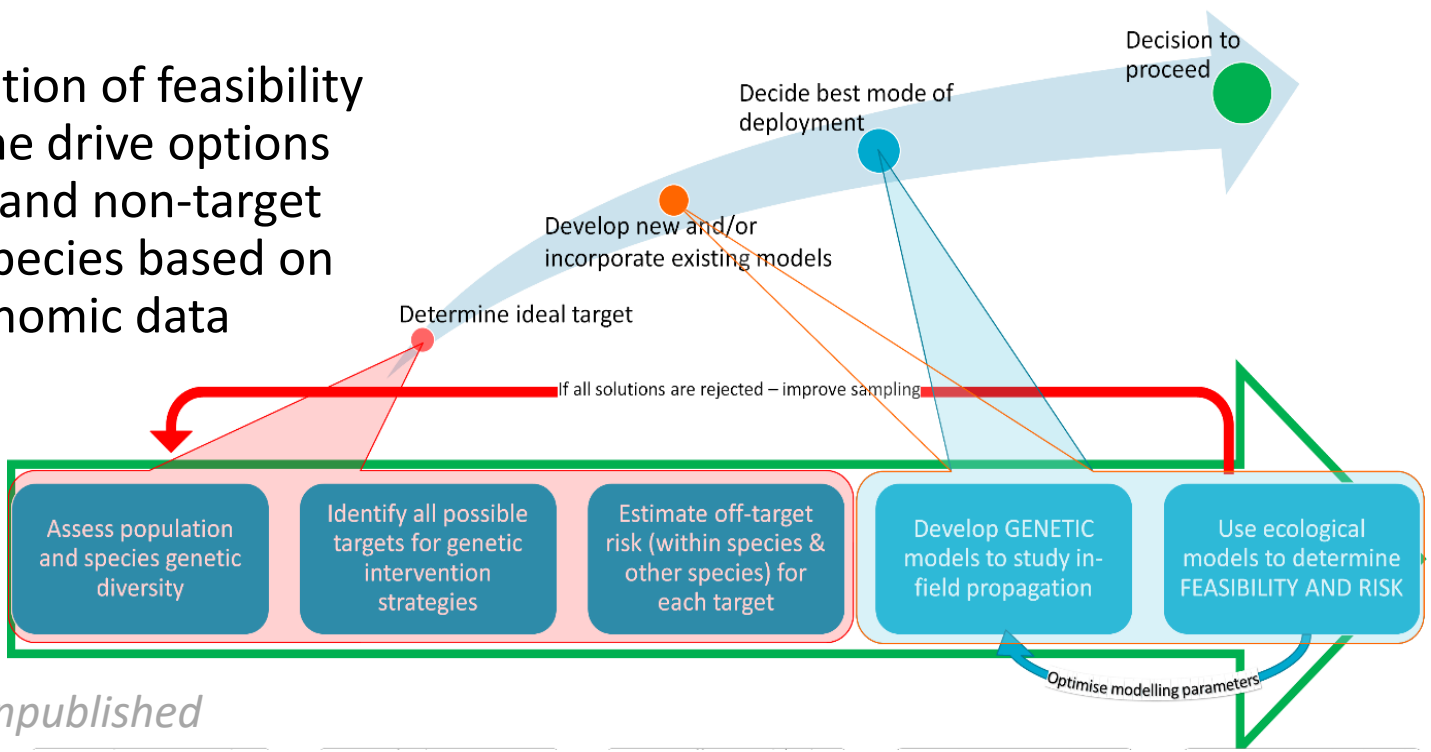 tion of feasibility
ne drive options
and non-target
pecies based on
nomic data
Decision to
proceed
Decide best mode of
deployment
Develop new and/or
incorporate existing models
Determine ideal target
If all solutions are rejected – improve sampling
Assess population
and species genetic
diversity
Identify all possible
targets for genetic
intervention
strategies
Estimate off-target
risk (within species &
other species) for
each target
Develop GENETIC
models to study in-
field propagation
Use ecological
models to determine
FEASIBILITY AND RISK
Optimise modelling parameters
npublished